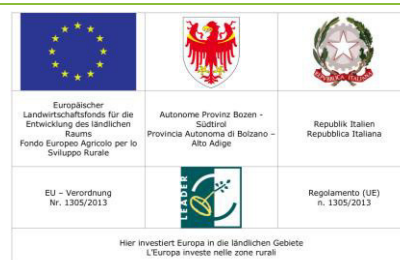 REPVBBLICA ITALIANA
Europäischer
Landwirtschaftsfonds für die
Entwicklung des ländlichen
Raums
Fondo Europeo Agricolo per lo
Sviluppo Rurale
Autonome Provinz Bozen -
Südtirol
Provincia Autonoma di Bolzano –
Alto Adige
Republik Italien
Repubblica Italiana
EU – Verordnung
Nr. 1305/2013
LEADER
Regolamento (UE)
n. 1305/2013
Hier investiert Europa in die ländlichen Gebiete
L'Europa investe nelle zone rurali